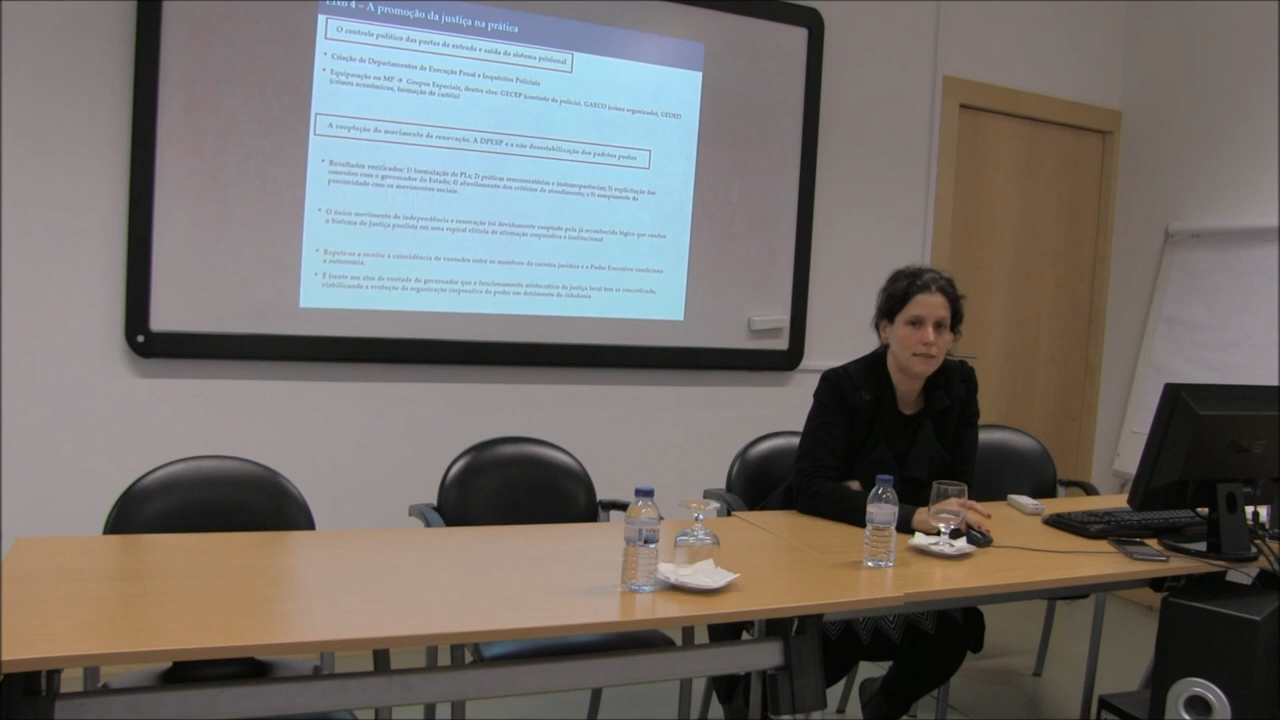 Eixo 4 – A promoção da justiça na prática
O controle político das portas de entrada e saída do sistema prisional
• Criação de Departamentos de Execução Penal e Inquéritos Policiais
• Equiparação no MP → Grupos Especiais, dentre eles: GECEP (controle da polícia), GAECO (crime organizado), GEDEC
(crimes econômicos, formação de cartéis)
A cooptação do movimento de renovação. A DPESP e a não desestabilização dos padrões postos
• Resultados verificados: 1) formulação de PLs; 2) práticas remuneratórias e intransparências; 3) explicitação das
conexões com o governador do Estado; 4) afunilamento dos critérios de atendimento; e 5) componente da
proximidade com os movimentos sociais
• O único movimento de independência e renovação foi devidamente cooptado pela já reconhecida lógica que conduz
o Sistema de Justiça paulista em uma espiral elitista de afirmação corporativa e institucional
• Repete-se a receita: a coincidência de vontades entre os membros da carreira jurídica e o Poder Executivo condiciona
a autonomia.
• É frente aos atos de vontade do governador que o funcionamento aristocrático da justiça local tem se concretizado,
viabilizando a evolução da organização corporativa do poder em detrimento da cidadania